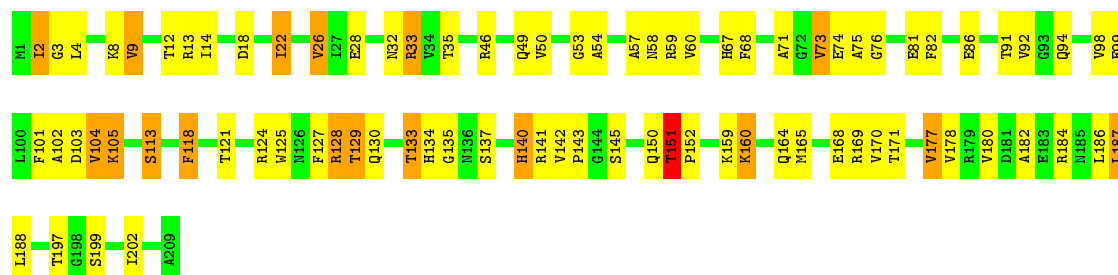 M1 I2 G3 L4 K8 V9 T12 R13 I14 D18 I22 V26 I27 E28 N32 R33 V34 T35 R46 Q49 V50 G53 A54 A57 N58 R59 V60 H67 F68 A71 G72 V73 E74 A75 G76 E81 F82 E86 T91 V92 G93 Q94 V98 E99
L100 F101 A102 D103 V104 K105 S113 F118 T121 R124 W125 N126 F127 R128 T129 Q130 T133 H134 G135 N136 S137 H140 R141 V142 P143 G144 S145 Q150 T151 P152 K159 K160 Q164 M165 E168 R169 V170 T171 V177 V178 R179 V180 D181 A182 E183 R184 N185 L186 L187
L188 T197 G198 S199 I202 A209